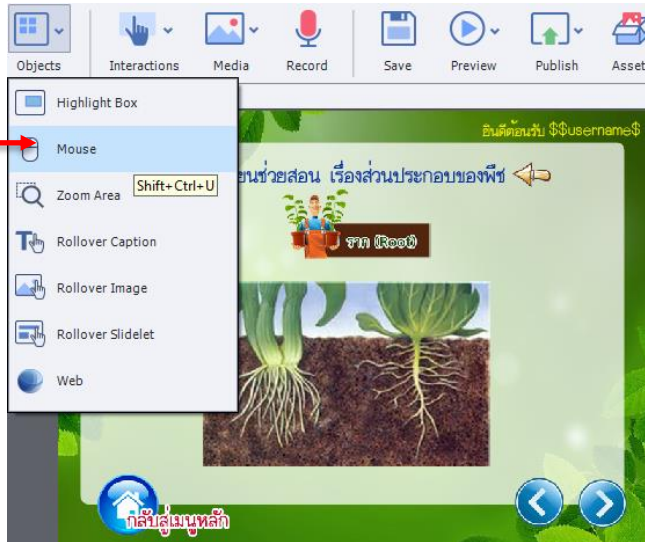 Objects
Interactions
Media
Record
Save
Preview
Publish
Asset
Highlight Box
Mouse
Shift+Ctrl+U
Zoom Area
Rollover Caption
Rollover Image
Rollover Slidelet
Web
ยินดีต้อนรับ $$username$
ยนช่วยสอน เรื่องส่วนประกอบของพืช
ราก (Root)
กลับสู่เมนูหลัก